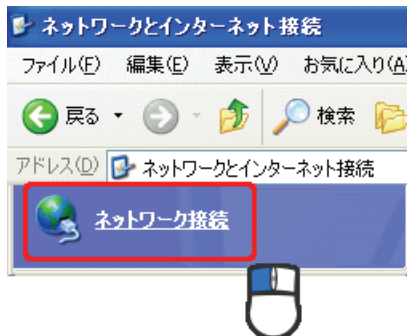 ネットワークとインターネット接続
ファイル(F) 編集(E) 表示(V) お気に入り(A
戻る 検索
アドレス(D) ネットワークとインターネット接続
ネットワーク接続